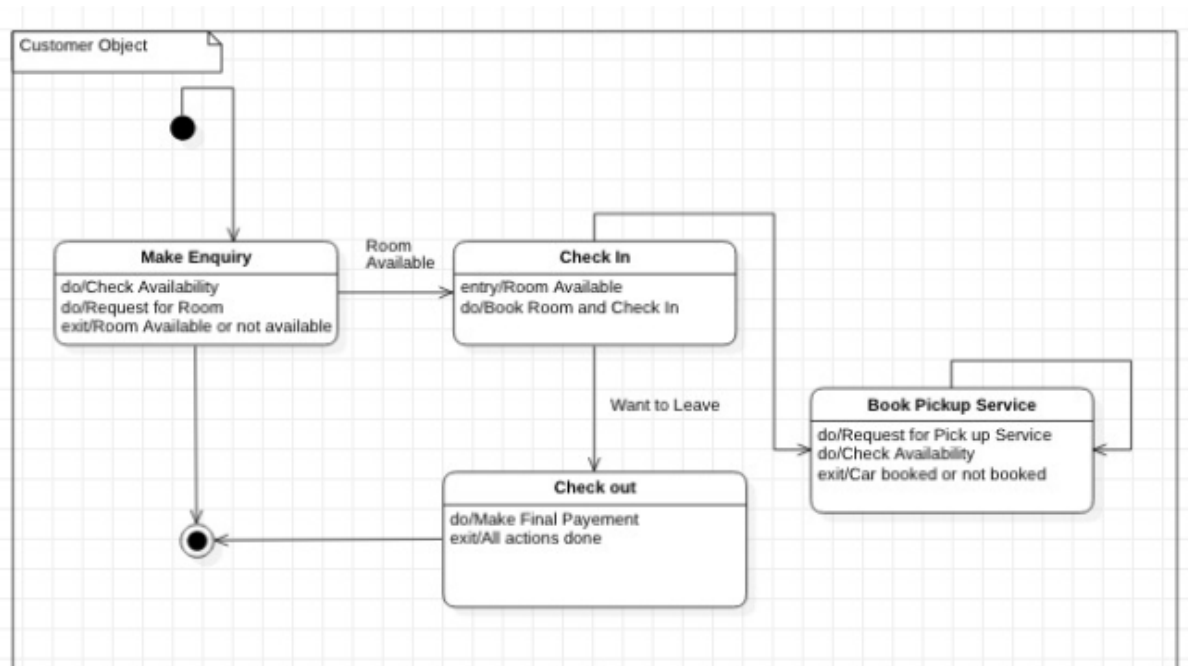 Customer Object
Make Enquiry
do/Check Availability
do/Request for Room
exit/Room Available or not available
Room
Available
Check In
entry/Room Available
do/Book Room and Check In
Want to Leave
Book Pickup Service
do/Request for Pick up Service
do/Check Availability
exit/Car booked or not booked
Check out
do/Make Final Payement
exit/All actions done